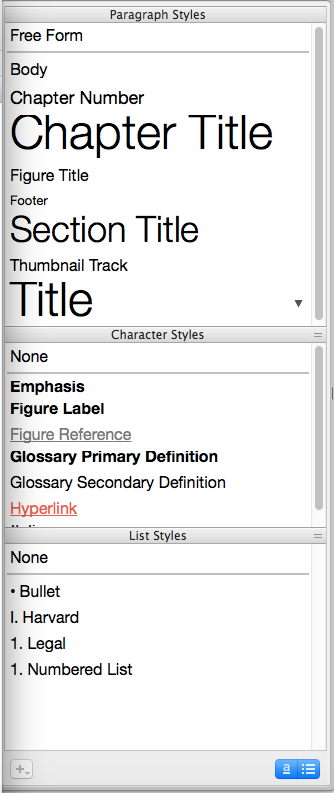 Paragraph Styles
Free Form
Body
Chapter Number
Chapter Title
Figure Title
Footer
Section Title
Thumbnail Track
Title
Character Styles
None
Emphasis
Figure Label
Figure Reference
Glossary Primary Definition
Glossary Secondary Definition
Hyperlink
List Styles
None
• Bullet
I. Harvard
1. Legal
1. Numbered List
a